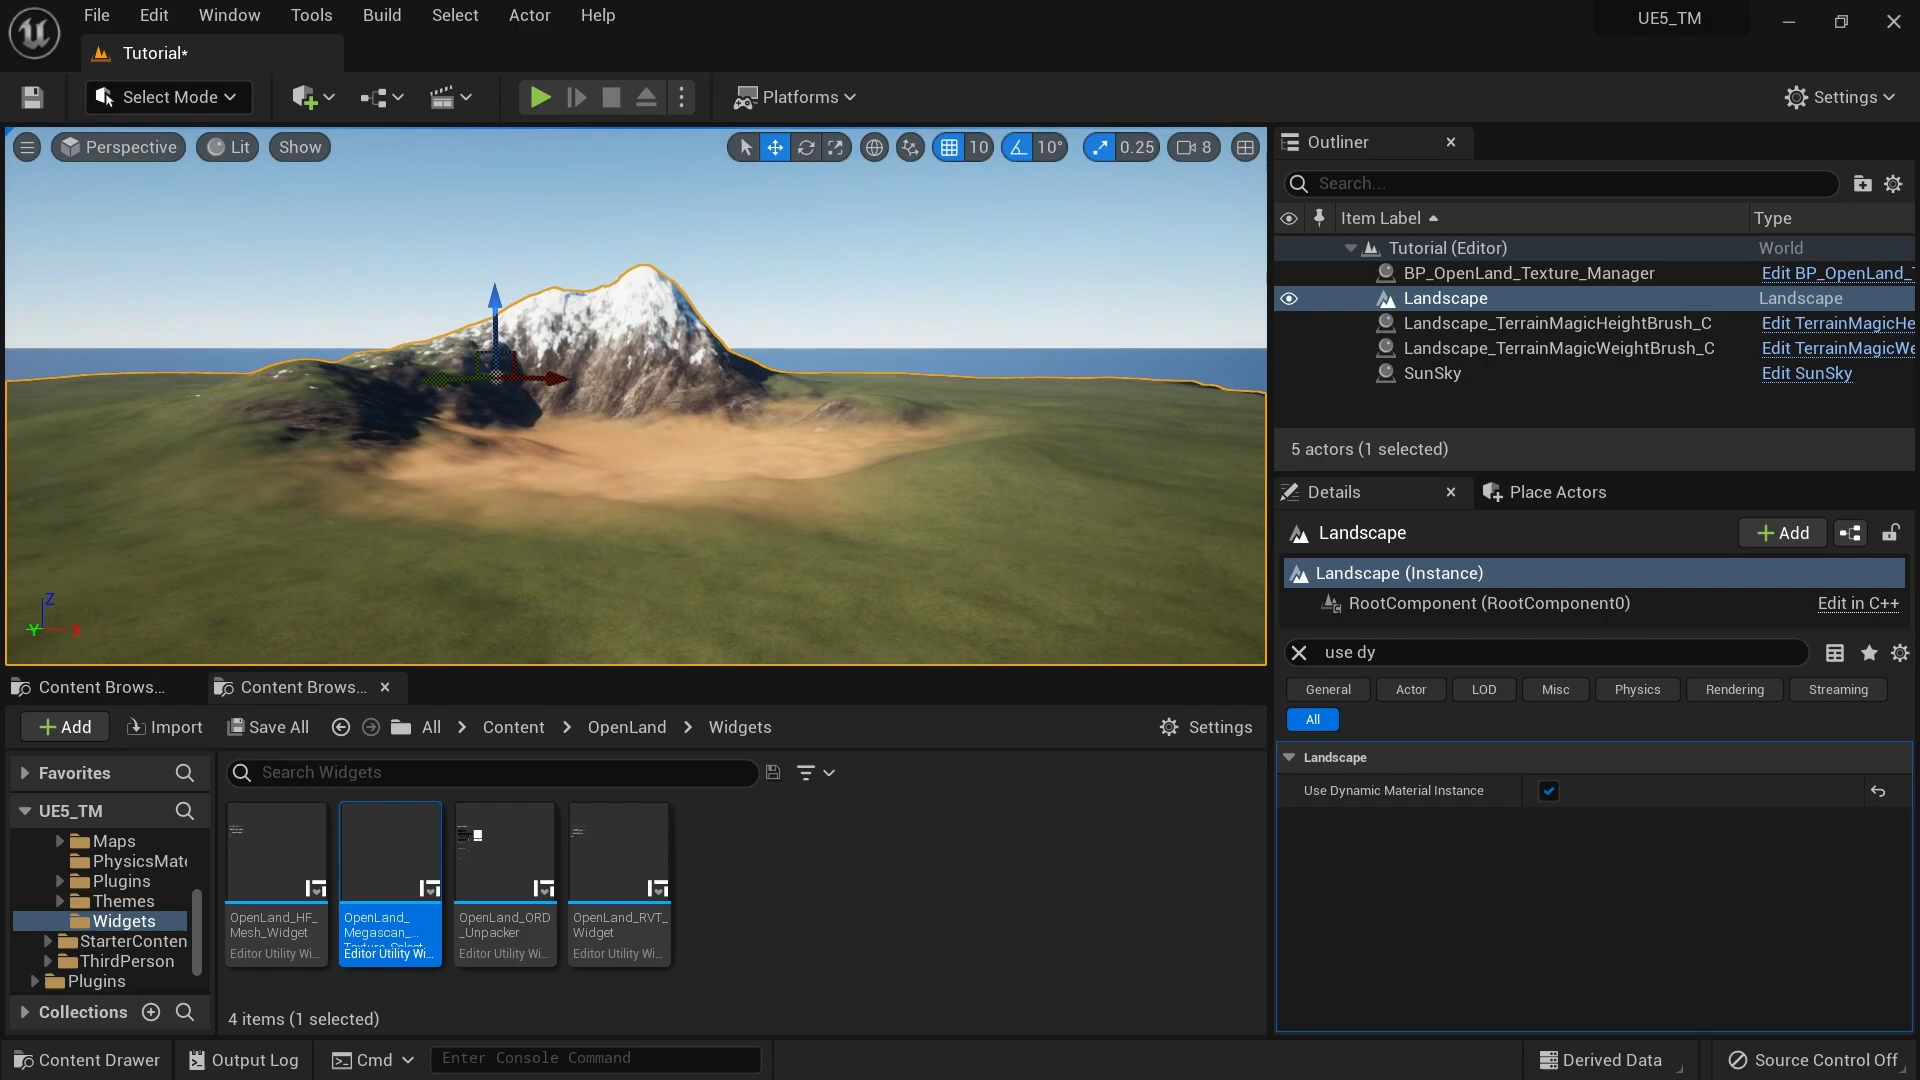 File Edit Window Tools Build Select Actor Help
UE5_TM
Tutorial*
Select Mode
Platforms
Settings
Perspective
Lit
Show
10
10°
0.25
8
Outliner
Search...
Item Label
Type
Tutorial (Editor)
World
BP_OpenLand_Texture_Manager
Edit BP_OpenLand_
Landscape
Landscape
Landscape_TerrainMagicHeightBrush_C
Edit TerrainMagicHe
Landscape_TerrainMagicWeightBrush_C
Edit TerrainMagicWe
SunSky
Edit SunSky
5 actors (1 selected)
Details
Place Actors
Landscape
Add
Landscape (Instance)
RootComponent (RootComponent0)
Edit in C++
use dy
General
Actor
LOD
Misc
Physics
Rendering
Streaming
All
Landscape
Use Dynamic Material Instance
Z
Y
X
Content Brows...
Content Brows...
Add
Import
Save All
All
Content
OpenLand
Widgets
Settings
Favorites
UE5_TM
Maps
PhysicsMate
Plugins
Themes
Widgets
StarterConten
ThirdPerson
Plugins
Collections
Search Widgets
OpenLand_HF_
Mesh_Widget
Editor Utility Wi...
OpenLand_
Megascan_...
Editor Utility Wi...
OpenLand_ORD
_Unpacker
Editor Utility Wi...
OpenLand_RVT_
Widget
Editor Utility Wi...
4 items (1 selected)
Content Drawer
Output Log
Cmd
Enter Console Command
Derived Data
Source Control Off